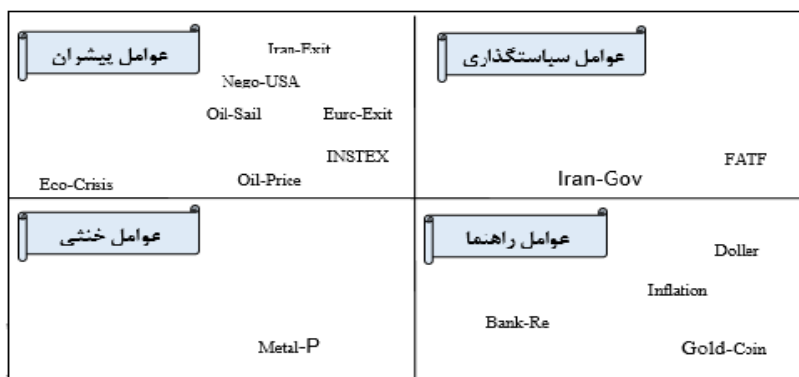 عوامل پیشران
Iran-Exit
Nego-USA
Oil-Sail
Euro-Exit
INSTEX
Oil-Price
Eco-Crisis
عوامل سیاستگذاری
FATF
Iran-Gov
عوامل خنثی
Metal-P
عوامل راهنما
Doller
Inflation
Bank-Re
Gold-Coin